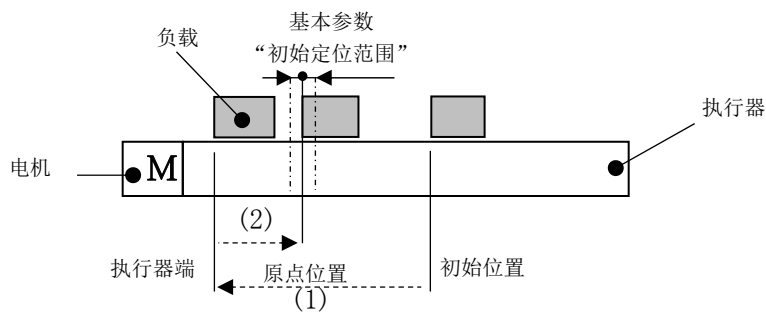 基本参数
负载
“初始定位范围”
执行器
电机
M
(2)
执行器端
原点位置
初始位置
(1)